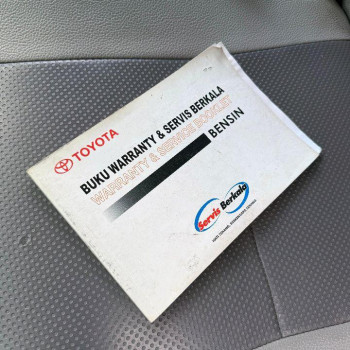 TOYOTA
BUKU WARRANTY & SERVIS BERKALA
WARRANTY & SERVICE BOOKLET
BENSIN
Servis Berkala